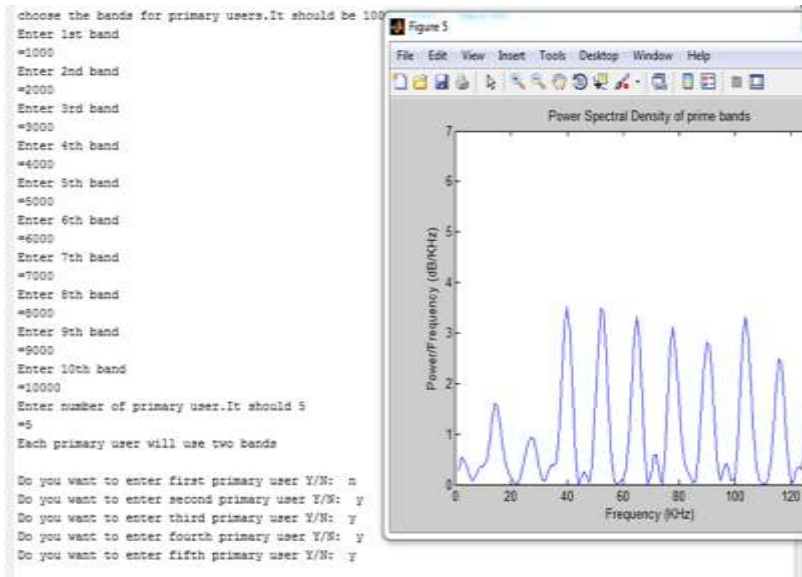 choose the bands for primary users.It should be
Enter 1st band
=1000
Enter 2nd band
=2000
Enter 3rd band
=3000
Enter 4th band
=4000
Enter 5th band
=5000
Enter 6th band
=6000
Enter 7th band
=7000
Enter 8th band
=8000
Enter 9th band
=9000
Enter 10th band
=10000
Enter number of primary user.It should 5
=5
Each primary user will use two bands
Do you want to enter first primary user Y/N: n
Do you want to enter second primary user Y/N: y
Do you want to enter third primary user Y/N: y
Do you want to enter fourth primary user Y/N: y
Do you want to enter fifth primary user Y/N: y
Figure 5
File Edit View Insert Tools Desktop Window Help
Power Spectral Density of prime bands
Power/Frequency (dB/KHz)
7
6
5
4
3
2
1
0
0 20 40 60 80 100 120
Frequency (KHz)